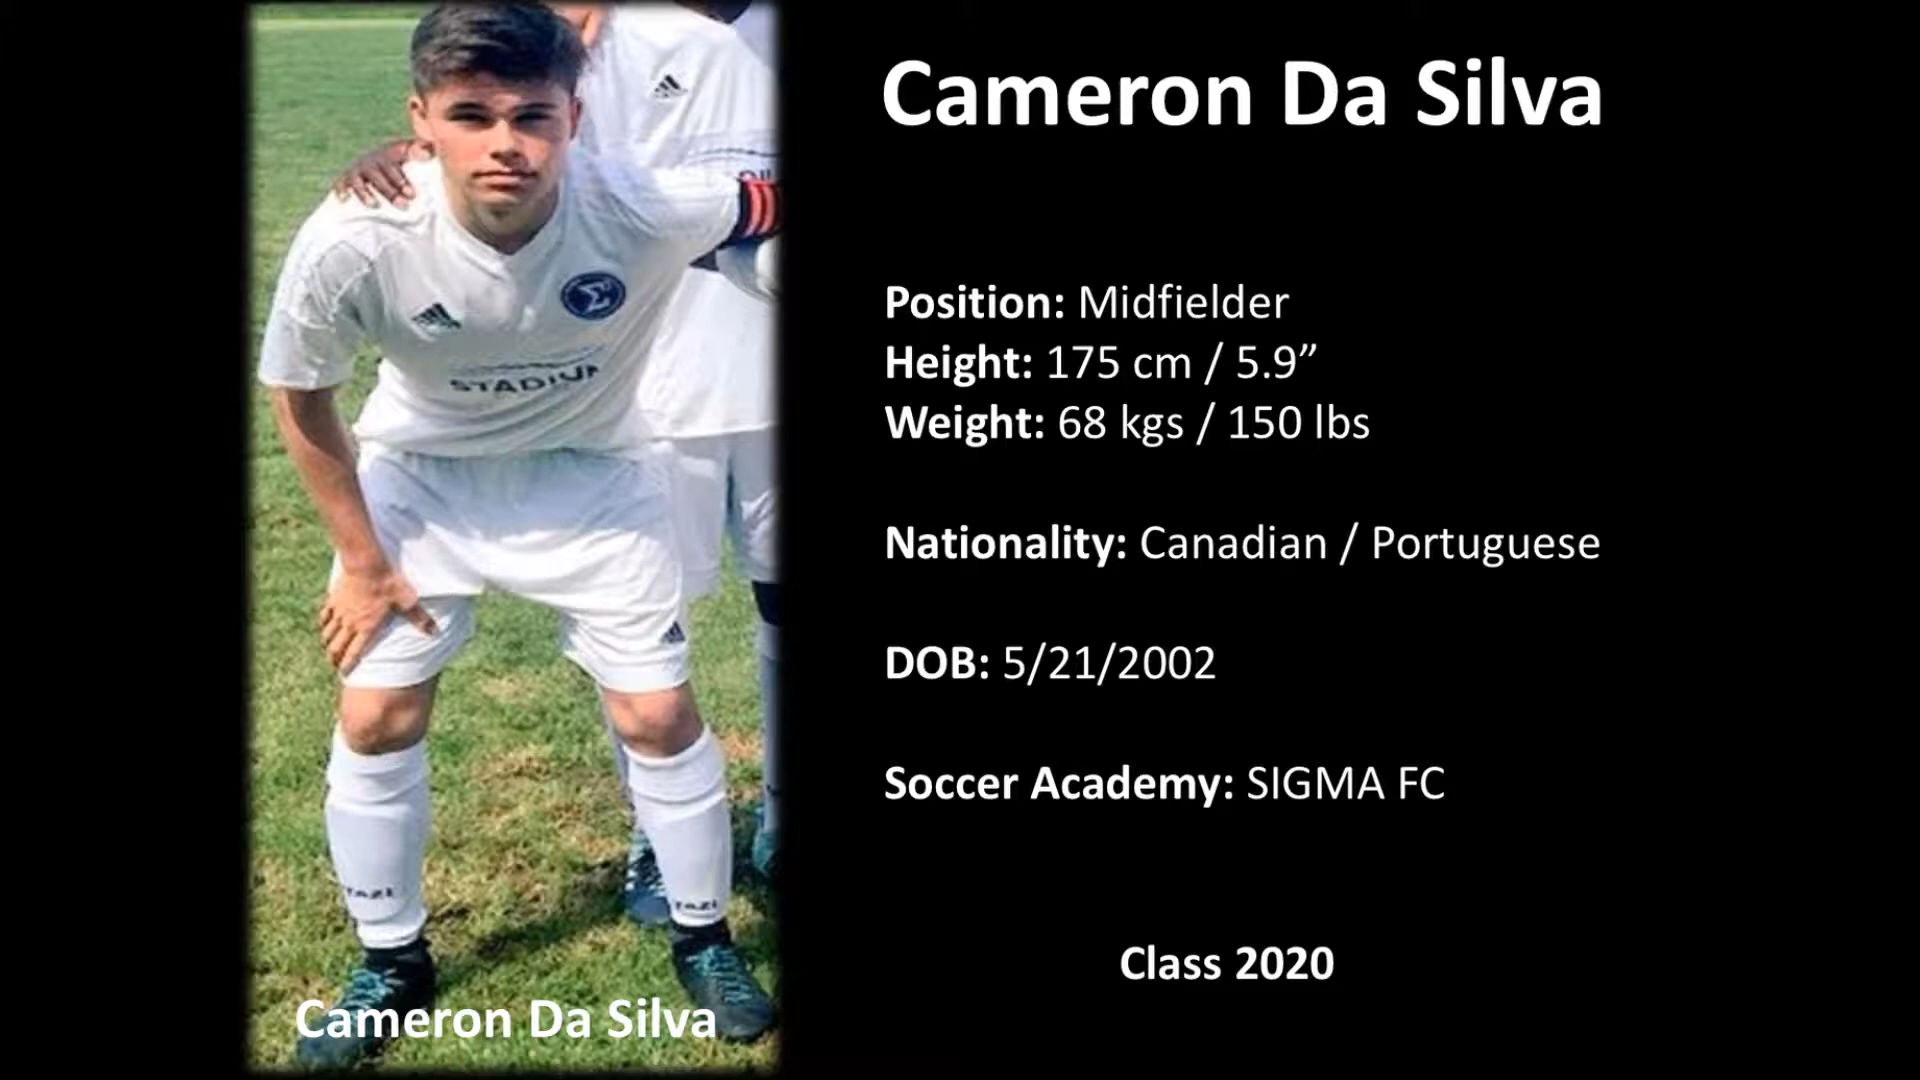 Cameron Da Silva
Position: Midfielder
Height: 175 cm / 5.9”
Weight: 68 kgs / 150 lbs
Nationality: Canadian / Portuguese
DOB: 5/21/2002
Soccer Academy: SIGMA FC
Class 2020
STADIUM
Cameron Da Silva